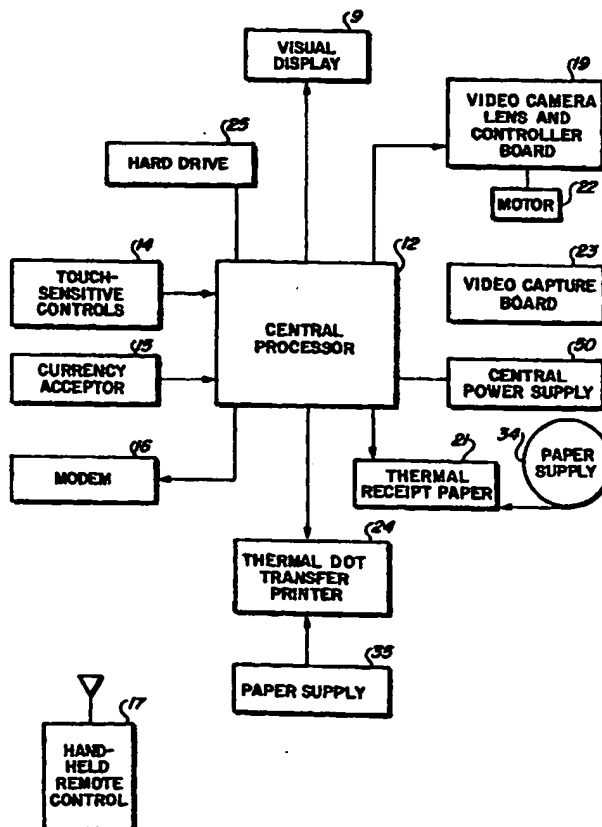 9
VISUAL
DISPLAY
19
VIDEO CAMERA
LENS AND
CONTROLLER
BOARD
25
HARD DRIVE
MOTOR
22
14
TOUCH-
SENSITIVE
CONTROLS
12
CENTRAL
PROCESSOR
23
VIDEO CAPTURE
BOARD
15
CURRENCY
ACCEPTOR
50
CENTRAL
POWER SUPPLY
16
MODEM
21
THERMAL
RECEIPT PAPER
34
PAPER
SUPPLY
24
THERMAL DOT
TRANSFER
PRINTER
35
PAPER SUPPLY
17
HAND-
HELD
REMOTE
CONTROL